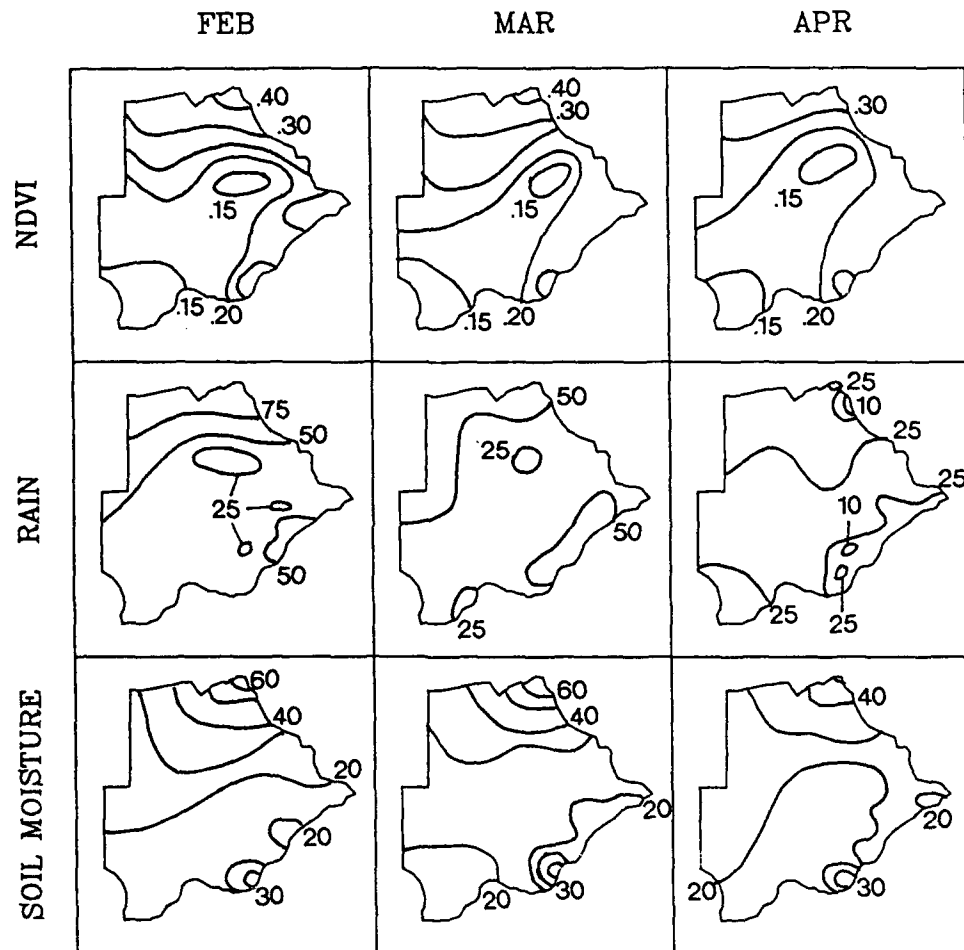 FEB MAR APR
NDVI
.40 .30 .15 .15 .20
.40 .30 .15 .15 .20
.30 .15 .15 .20
RAIN
75 50 25 50
50 25 50 25
25 10 25 25 10 25 25
SOIL MOISTURE
60 40 20 20 30
60 40 20 20 30
40 20 20 30